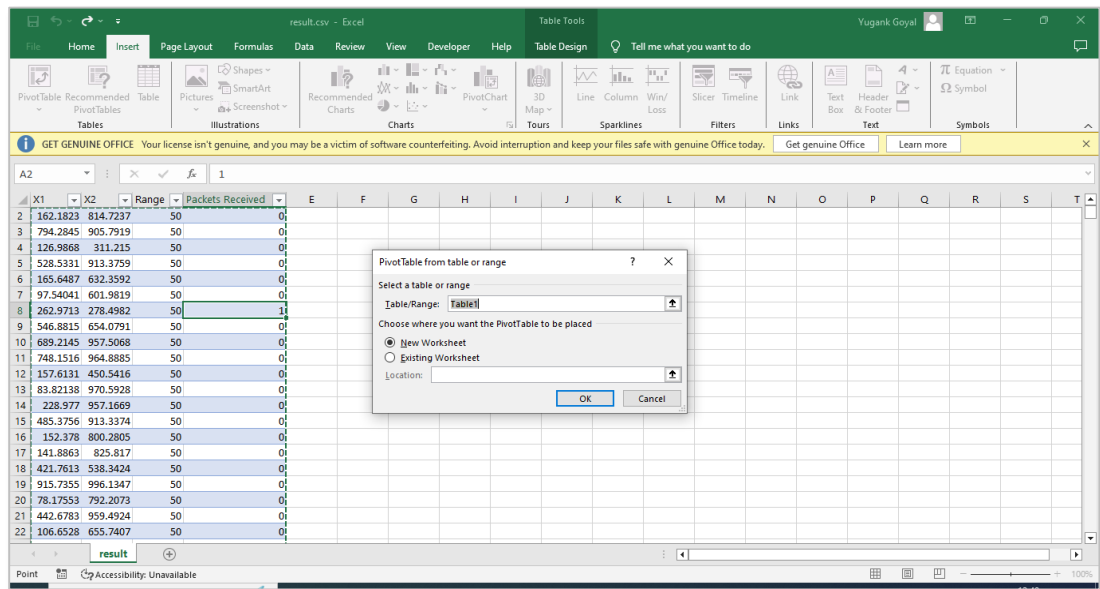 result.csv - Excel
Table Tools
Yugank Goyal
File Home Insert Page Layout Formulas Data Review View Developer Help Table Design Tell me what you want to do
PivotTable Recommended PivotTables Table
Tables
Pictures Shapes SmartArt Screenshot
Illustrations
Recommended Charts PivotChart
Charts
3D Map
Tours
Line Column Win/Loss
Sparklines
Slicer Timeline
Filters
Link
Links
Text Box Header & Footer
Text
Equation
Ω Symbol
Symbols
GET GENUINE OFFICE Your license isn't genuine, and you may be a victim of software counterfeiting. Avoid interruption and keep your files safe with genuine Office today. Get genuine Office Learn more
A2 fx 1
X1 X2 Range Packets Received E F G H I J K L M N O P Q R S T
2 162.1823 814.7237 50 0
3 794.2845 905.7919 50 0
4 126.9868 311.215 50 0
5 528.5331 913.3759 50 0
6 165.6487 632.3592 50 0
7 97.54041 601.9819 50 0
8 262.9713 278.4982 50 1
9 546.8815 654.0791 50 0
10 689.2145 957.5068 50 0
11 748.1516 964.8885 50 0
12 157.6131 450.5416 50 0
13 83.82138 970.5928 50 0
14 228.977 957.1669 50 0
15 485.3756 913.3374 50 0
16 152.378 800.2805 50 0
17 141.8863 825.817 50 0
18 421.7613 538.3424 50 0
19 915.7355 996.1347 50 0
20 78.17553 792.2073 50 0
21 442.6783 959.4924 50 0
22 106.6528 655.7407 50 0
PivotTable from table or range ?
Select a table or range
Table/Range: Table1
Choose where you want the PivotTable to be placed
New Worksheet
Existing Worksheet
Location:
OK Cancel
result
Point Accessibility: Unavailable 100%